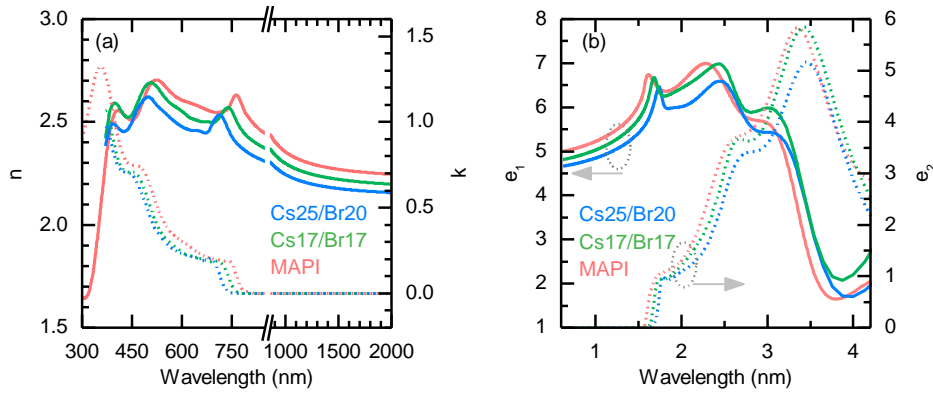 (a)
3.0
2.5
2.0
1.5
n
1.5
1.0
0.5
0.0
k
Cs25/Br20
Cs17/Br17
MAPI
300 450 600 750 1000 1500 2000
Wavelength (nm)
(b)
8
7
6
5
4
3
2
1
e₁
6
5
4
3
2
1
0
e₂
Cs25/Br20
Cs17/Br17
MAPI
1 2 3 4
Wavelength (nm)